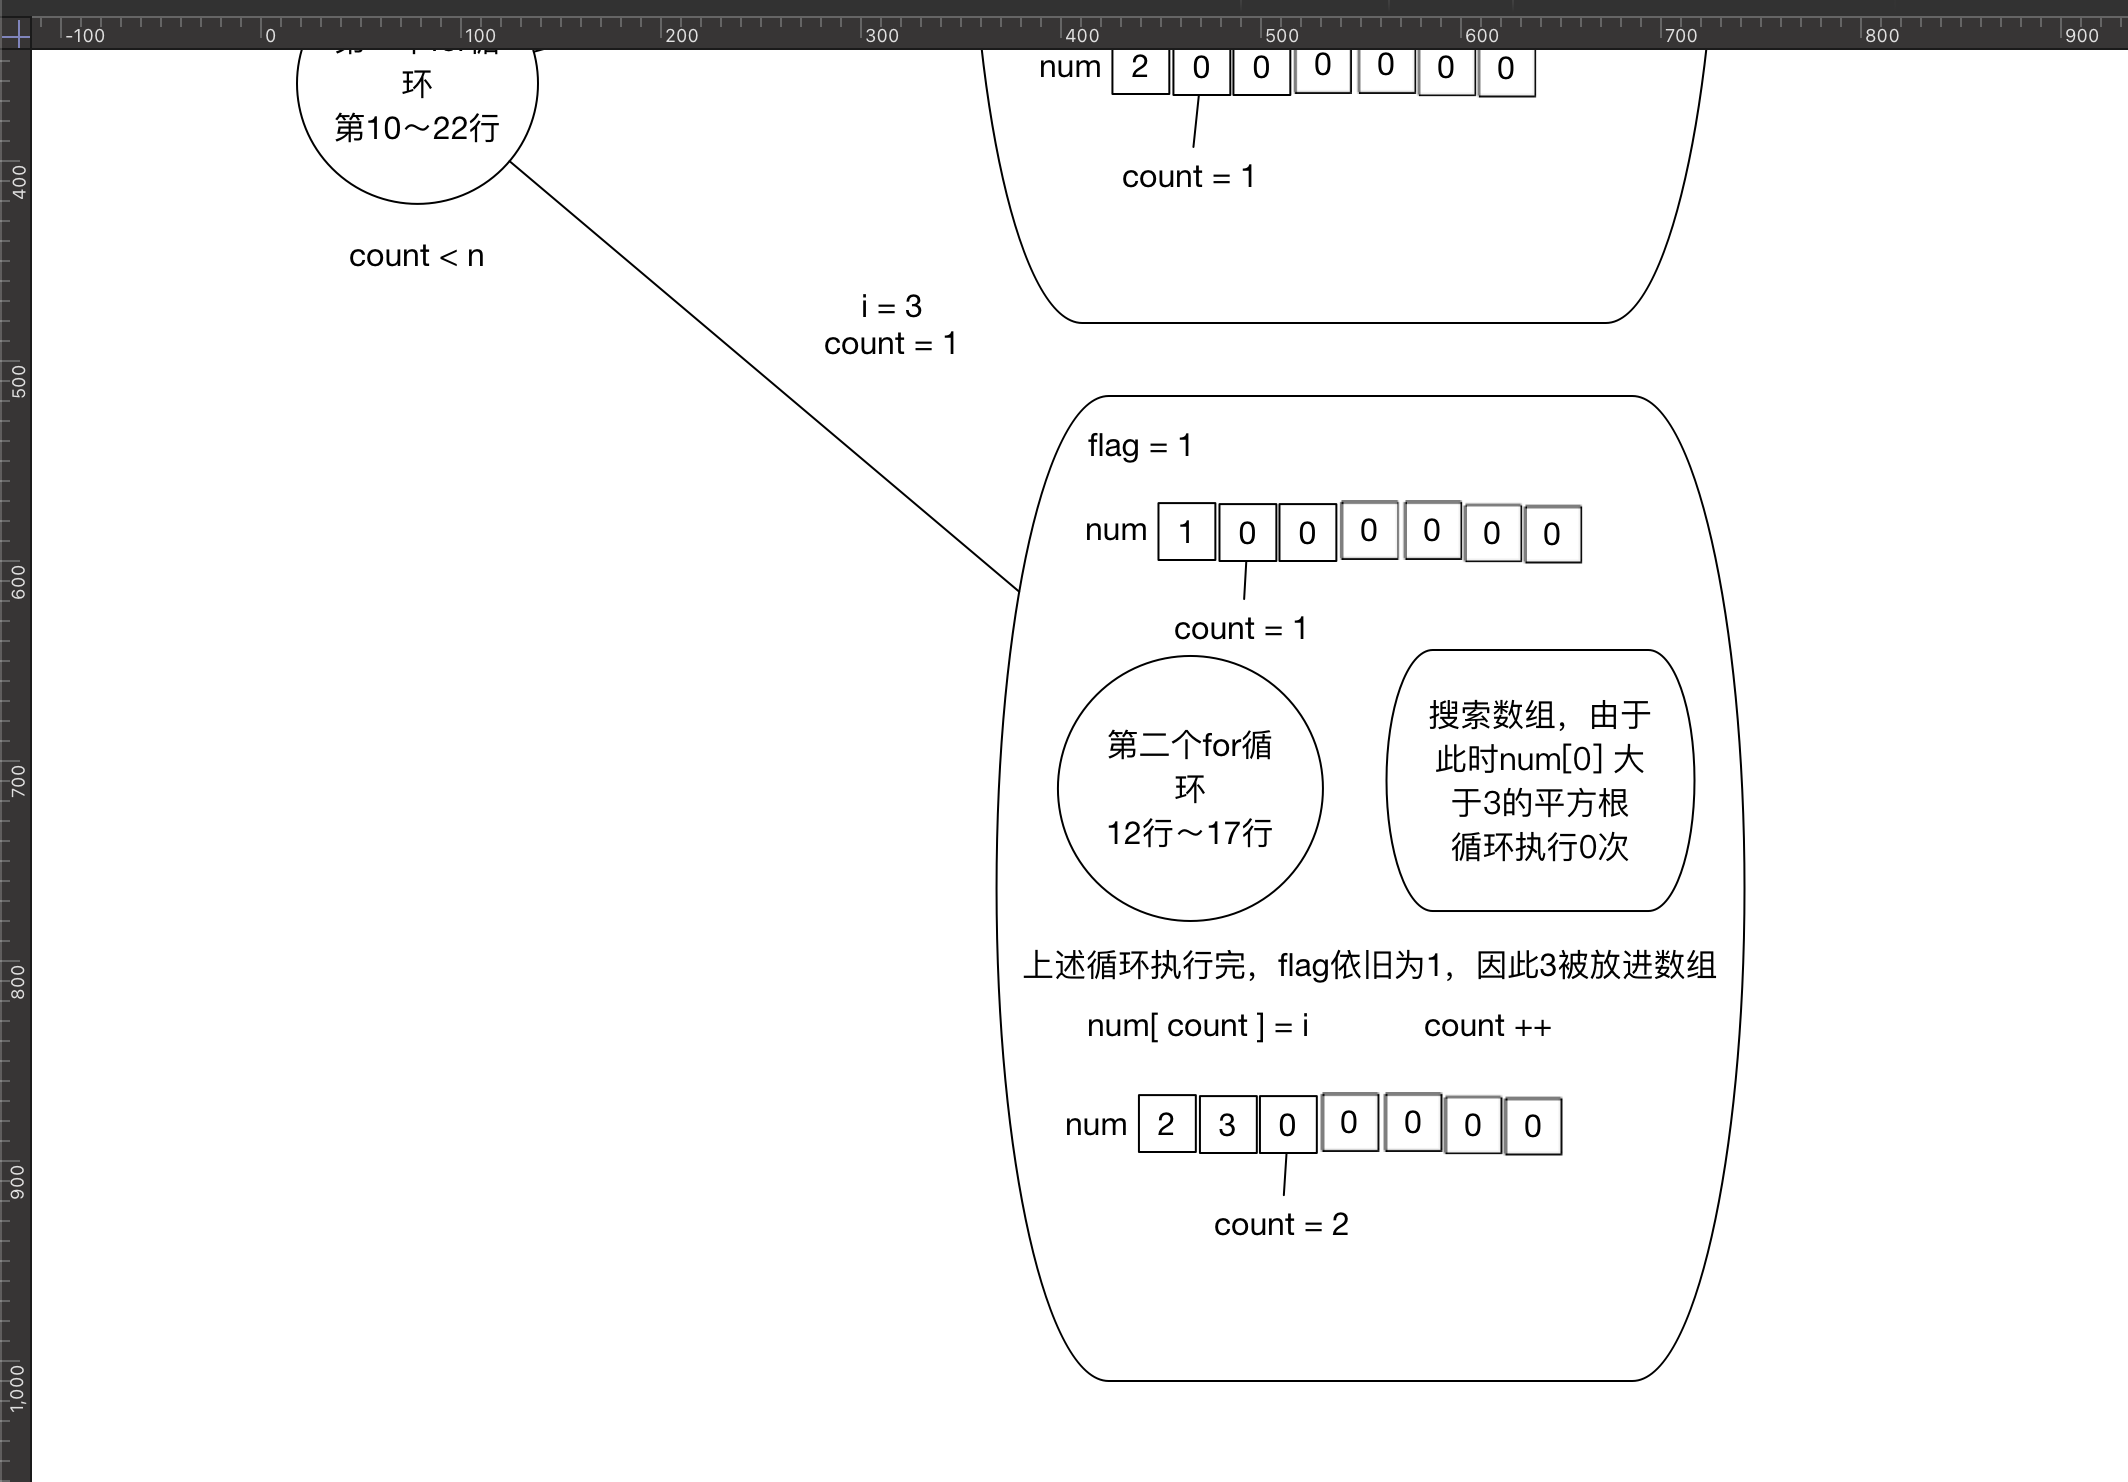 -100 0 100 200 300 400 500 600 700 800 900
400
500
600
700
800
900
1,000
环
第10～22行
count < n
num 2 0 0 0 0 0 0
count = 1
i = 3
count = 1
flag = 1
num 1 0 0 0 0 0 0
count = 1
第二个for循
环
12行～17行
搜索数组，由于
此时num[0] 大
于3的平方根
循环执行0次
上述循环执行完，flag依旧为1，因此3被放进数组
num[ count ] = i
count ++
num 2 3 0 0 0 0 0
count = 2